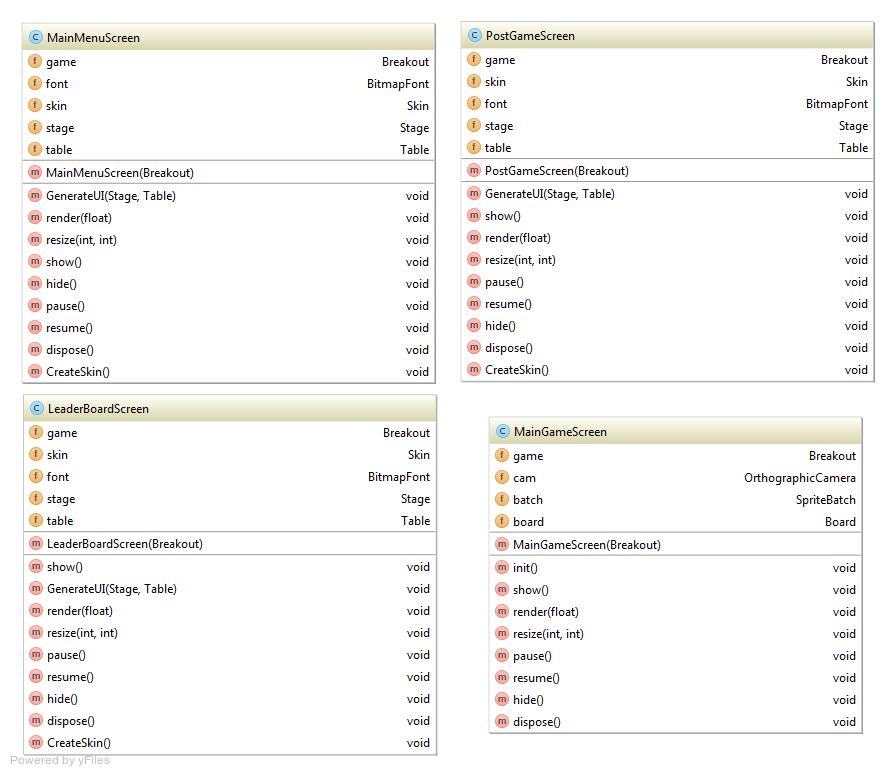 C MainMenuScreen
f game Breakout
f font BitmapFont
f skin Skin
f stage Stage
f table Table
m MainMenuScreen(Breakout)
m GenerateUI(Stage, Table) void
m render(float) void
m resize(int, int) void
m show() void
m hide() void
m pause() void
m resume() void
m dispose() void
m CreateSkin() void
C PostGameScreen
f game Breakout
f skin Skin
f font BitmapFont
f stage Stage
f table Table
m PostGameScreen(Breakout)
m GenerateUI(Stage, Table) void
m show() void
m render(float) void
m resize(int, int) void
m pause() void
m resume() void
m hide() void
m dispose() void
m CreateSkin() void
C LeaderBoardScreen
f game Breakout
f skin Skin
f font BitmapFont
f stage Stage
f table Table
m LeaderBoardScreen(Breakout)
m show() void
m GenerateUI(Stage, Table) void
m render(float) void
m resize(int, int) void
m pause() void
m resume() void
m hide() void
m dispose() void
m CreateSkin() void
C MainGameScreen
f game Breakout
f cam OrthographicCamera
f batch SpriteBatch
f board Board
m MainGameScreen(Breakout)
m init() void
m show() void
m render(float) void
m resize(int, int) void
m pause() void
m resume() void
m hide() void
m dispose() void
Powered by yFiles